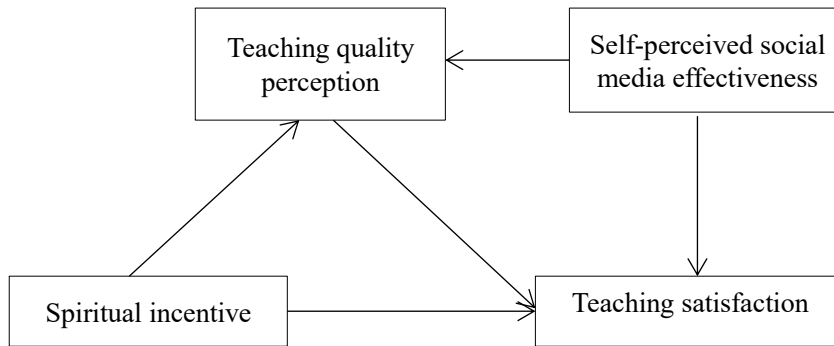 Teaching quality
perception
Self-perceived social
media effectiveness
Spiritual incentive
Teaching satisfaction